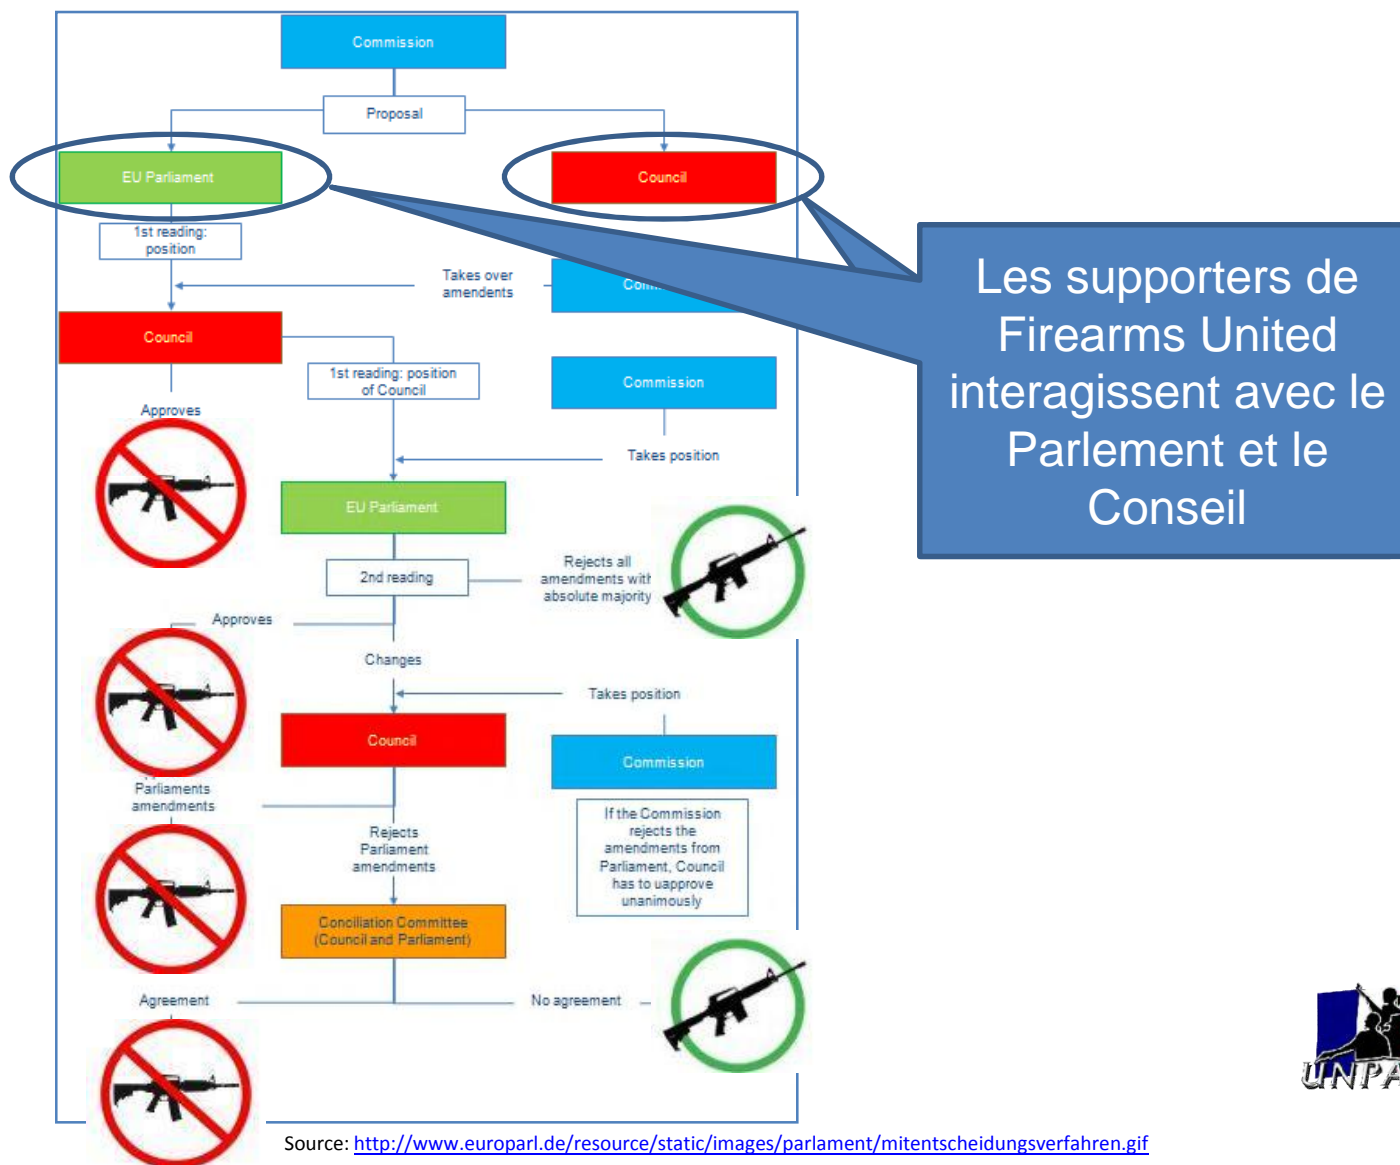 Commission
Proposal
EU Parliament
Council
1st reading:
position
Takes over
amendents
Council
1st reading: position
of Council
Commission
Approves
Takes position
EU Parliament
2nd reading
Rejects all
amendments with
absolute majority
Approves
Changes
Takes position
Council
Commission
Parliaments
amendments
If the Commission
rejects the
amendments from
Parliament, Council
has to uapprove
unanimously
Rejects
Parliament
amendments
Conciliation Committee
(Council and Parliament)
Agreement
No agreement
Les supporters de
Firearms United
interagissent avec le
Parlement et le
Conseil
Source: http://www.europarl.de/resource/static/images/parlament/mitentscheidungsverfahren.gif